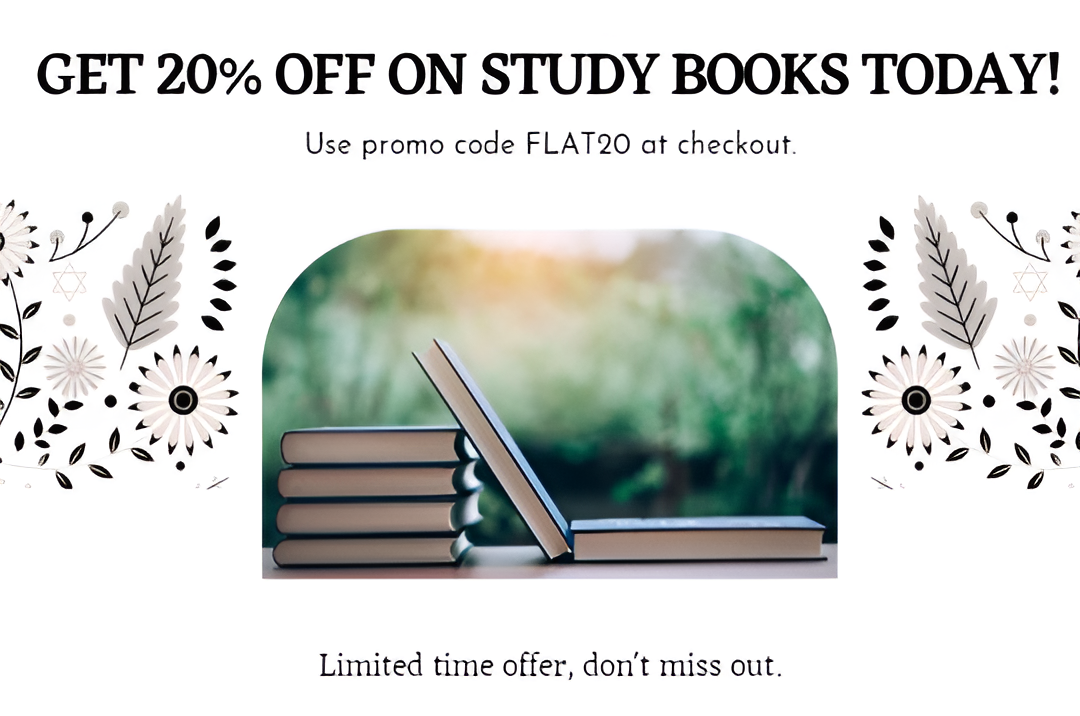 GET 20% OFF ON STUDY BOOKS TODAY!
Use promo code FLAT20 at checkout.
Limited time offer, don't miss out.